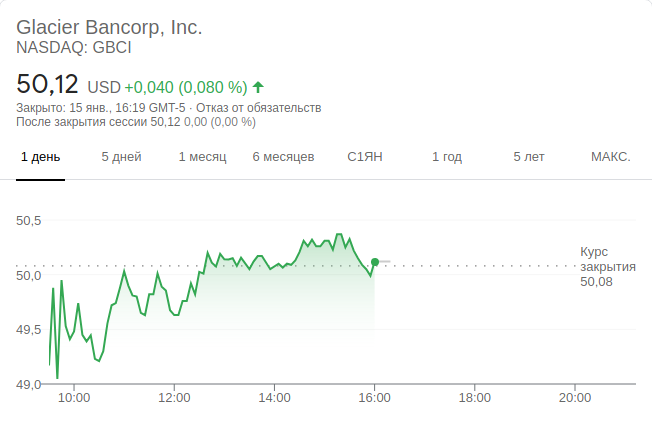 Glacier Bancorp, Inc.
NASDAQ: GBCI
50,12 USD +0,040 (0,080 %)
Закрыто: 15 янв., 16:19 GMT-5 · Отказ от обязательств
После закрытия сессии 50,12 0,00 (0,00 %)
1 день 5 дней 1 месяц 6 месяцев С1ЯН 1 год 5 лет МАКС.
50,5
50,0
49,5
49,0
Курс
закрытия
50,08
10:00 12:00 14:00 16:00 18:00 20:00